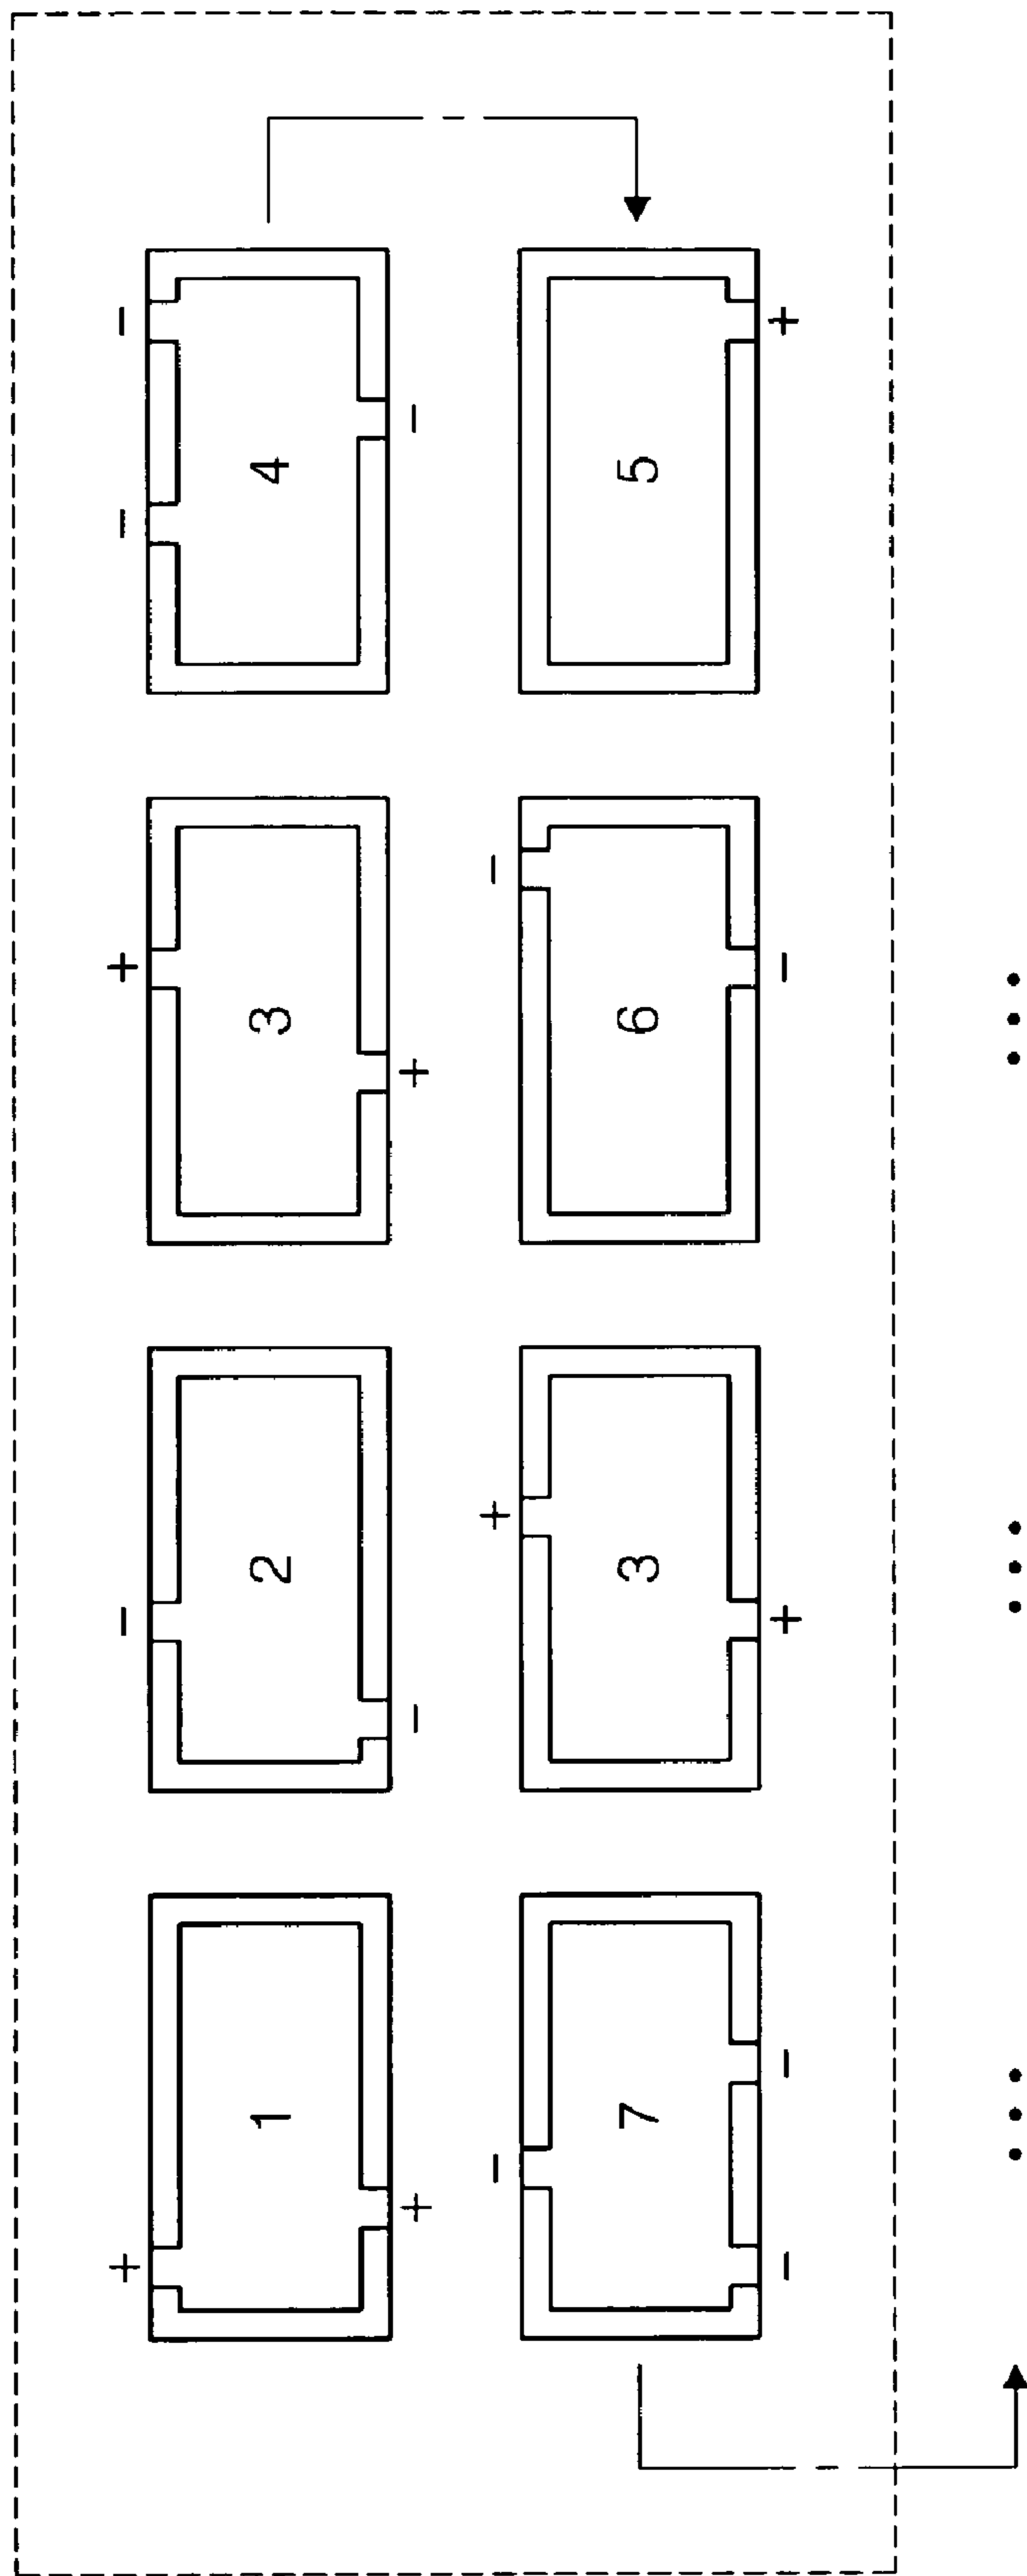 + - + - -
1 2 3 4
+ - + -
- + -
7 3 6 5
- - + - +
... ... ...